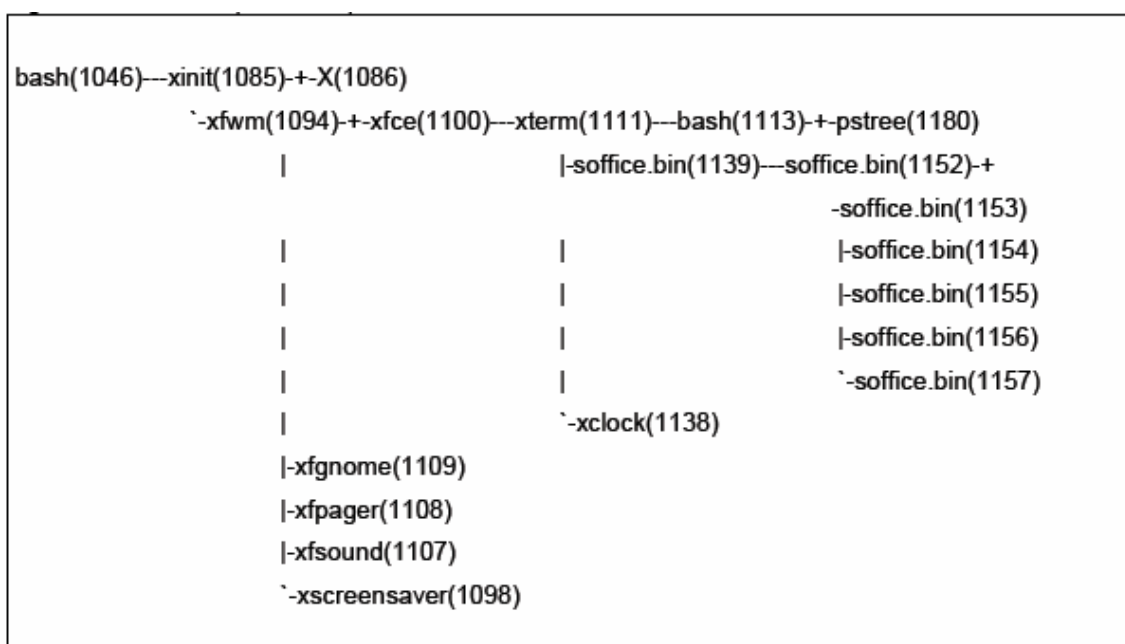 bash(1046)---xinit(1085)-+-X(1086)
`-xfwm(1094)-+-xfce(1100)---xterm(1111)---bash(1113)-+-pstree(1180)
| |-soffice.bin(1139)---soffice.bin(1152)-+
-soffice.bin(1153)
| | |-soffice.bin(1154)
| | |-soffice.bin(1155)
| | |-soffice.bin(1156)
| | `-soffice.bin(1157)
| `-xclock(1138)
|-xfgnome(1109)
|-xfpager(1108)
|-xfsound(1107)
`-xscreensaver(1098)